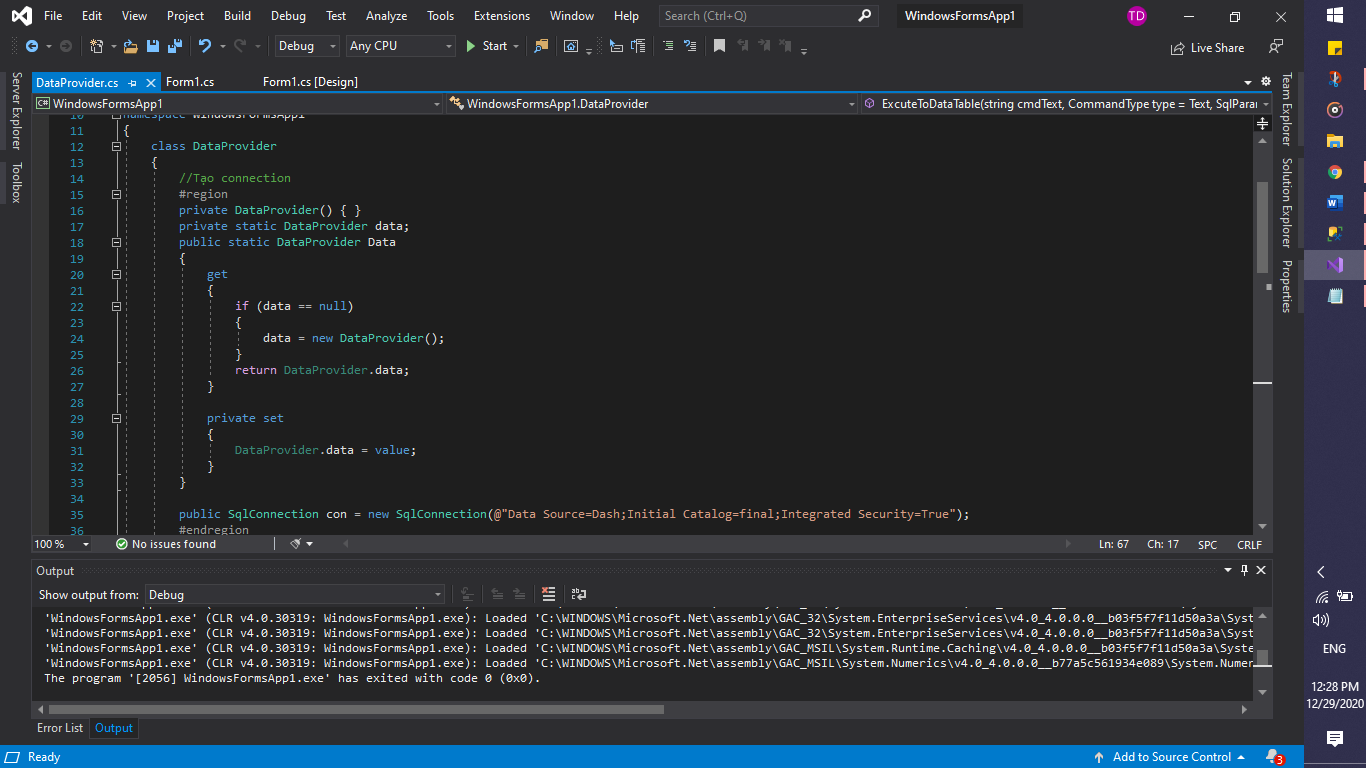 File Edit View Project Build Debug Test Analyze Tools Extensions Window Help Search (Ctrl+Q) WindowsFormsApp1 TD
Debug Any CPU Start Live Share
DataProvider.cs Form1.cs Form1.cs [Design]
C# WindowsFormsApp1 WindowsFormsApp1.DataProvider ExcuteToDataTable(string cmdText, CommandType type = Text, SqlParar
Server Explorer
Toolbox
Team Explorer
Solution Explorer
Properties
10 namespace WindowsFormsApp1
11 {
12 class DataProvider
13 {
14 //Tạo connection
15 #region
16 private DataProvider() { }
17 private static DataProvider data;
18 public static DataProvider Data
19 {
20 get
21 {
22 if (data == null)
23 {
24 data = new DataProvider();
25 }
26 return DataProvider.data;
27 }
28
29 private set
30 {
31 DataProvider.data = value;
32 }
33 }
34
35 public SqlConnection con = new SqlConnection(@"Data Source=Dash;Initial Catalog=final;Integrated Security=True");
36 #endregion
100 % No issues found Ln: 67 Ch: 17 SPC CRLF
Output
Show output from: Debug
'WindowsFormsApp1.exe' (CLR v4.0.30319: WindowsFormsApp1.exe): Loaded 'C:\WINDOWS\Microsoft.Net\assembly\GAC_32\System.EnterpriseServices\v4.0_4.0.0.0__b03f5f7f11d50a3a\Syst
'WindowsFormsApp1.exe' (CLR v4.0.30319: WindowsFormsApp1.exe): Loaded 'C:\WINDOWS\Microsoft.Net\assembly\GAC_32\System.EnterpriseServices\v4.0_4.0.0.0__b03f5f7f11d50a3a\Syst
'WindowsFormsApp1.exe' (CLR v4.0.30319: WindowsFormsApp1.exe): Loaded 'C:\WINDOWS\Microsoft.Net\assembly\GAC_MSIL\System.Runtime.Caching\v4.0_4.0.0.0__b03f5f7f11d50a3a\Syste
'WindowsFormsApp1.exe' (CLR v4.0.30319: WindowsFormsApp1.exe): Loaded 'C:\WINDOWS\Microsoft.Net\assembly\GAC_MSIL\System.Numerics\v4.0_4.0.0.0__b77a5c561934e089\System.Numer
The program '[2056] WindowsFormsApp1.exe' has exited with code 0 (0x0).
Error List Output
Ready Add to Source Control 3
ENG
12:28 PM
12/29/2020